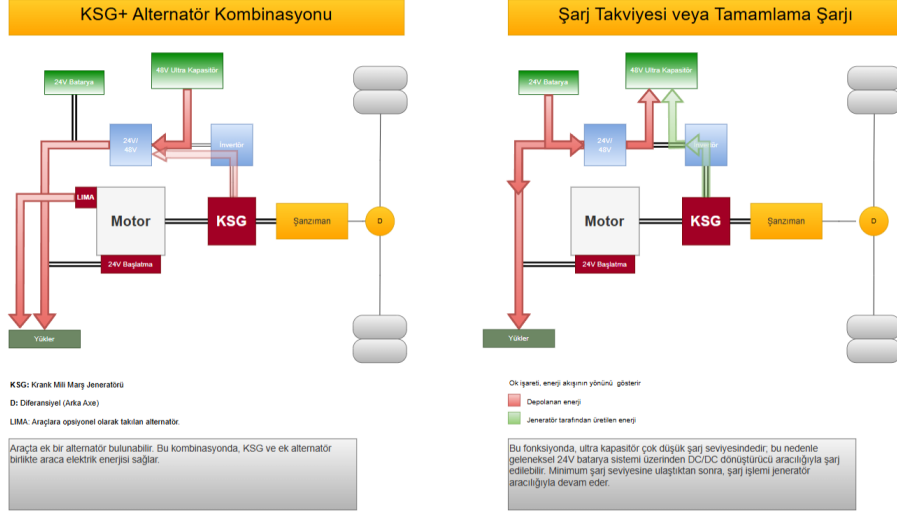 KSG+ Alternatör Kombinasyonu
24V Batarya
48V Ultra Kapasitör
24V/
48V
İnvertör
LIMA
Motor
KSG
Şanzıman
D
24V Başlatma
Yükler
KSG: Krank Mili Marş Jeneratörü
D: Diferansiyel (Arka Axe)
LIMA: Araçlara opsiyonel olarak takılan alternatör.
Araçta ek bir alternatör bulunabilir. Bu kombinasyonda, KSG ve ek alternatör
birlikte araca elektrik enerjisi sağlar.
Şarj Takviyesi veya Tamamlama Şarjı
24V Batarya
48V Ultra Kapasitör
24V/
48V
Motor
KSG
Şanzıman
D
24V Başlatma
Yükler
Ok işareti, enerji akışının yönünü gösterir
Depolanan enerji
Jeneratör tarafından üretilen enerji
Bu fonksiyonda, ultra kapasitör çok düşük şarj seviyesindedir; bu nedenle
geleneksel 24V batarya sistemi üzerinden DC/DC dönüştürücü aracılığıyla şarj
edilebilir. Minimum şarj seviyesine ulaştıktan sonra, şarj işlemi jeneratör
aracılığıyla devam eder.